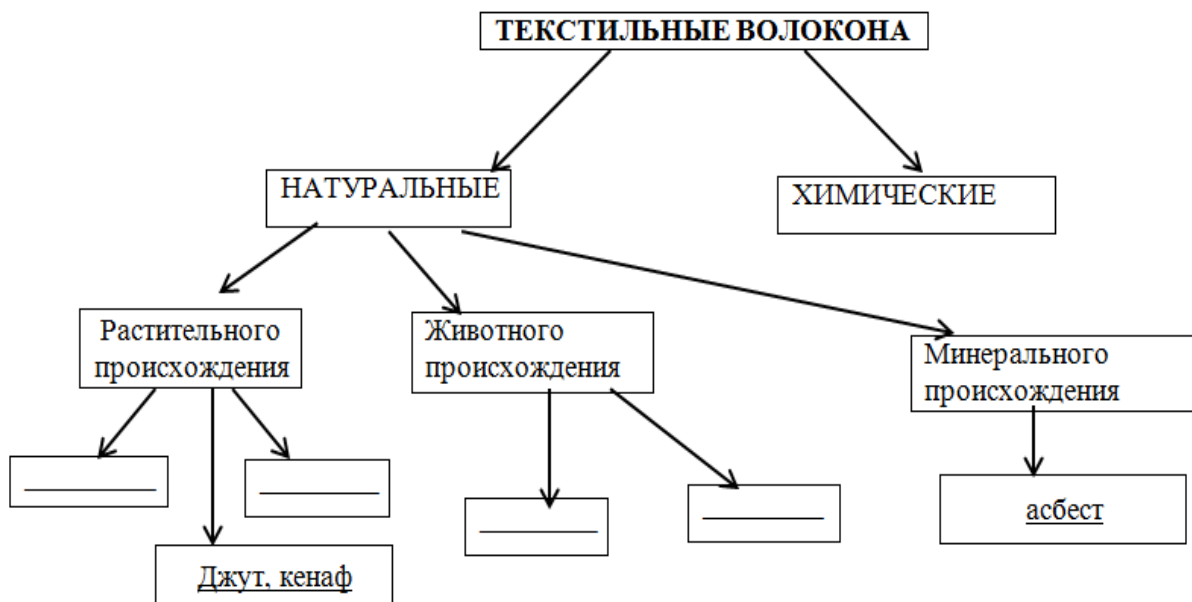 ТЕКСТИЛЬНЫЕ ВОЛОКОНА
НАТУРАЛЬНЫЕ
ХИМИЧЕСКИЕ
Растительного
происхождения
Животного
происхождения
Минерального
происхождения
асбест
Джут, кенаф